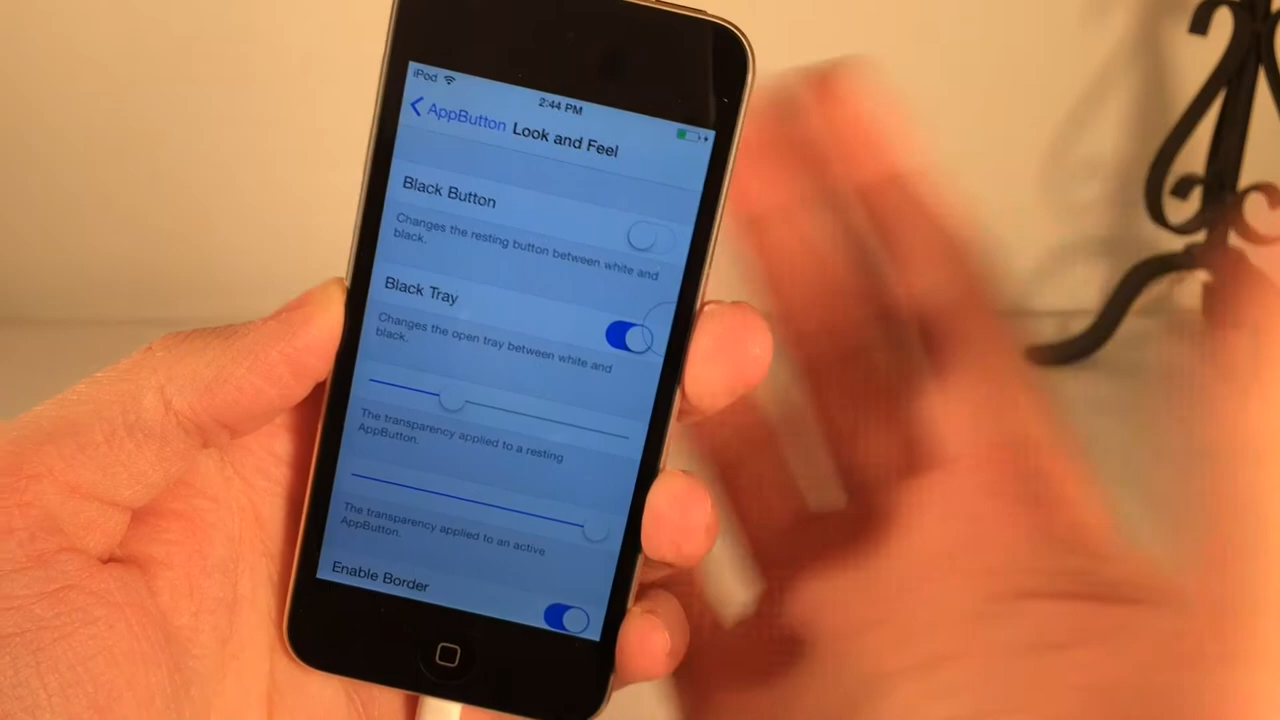 iPod
2:44 PM
AppButton Look and Feel
Black Button
Changes the resting button between white and
black.
Black Tray
Changes the open tray between white and
black.
The transparency applied to a resting
AppButton.
The transparency applied to an active
AppButton.
Enable Border